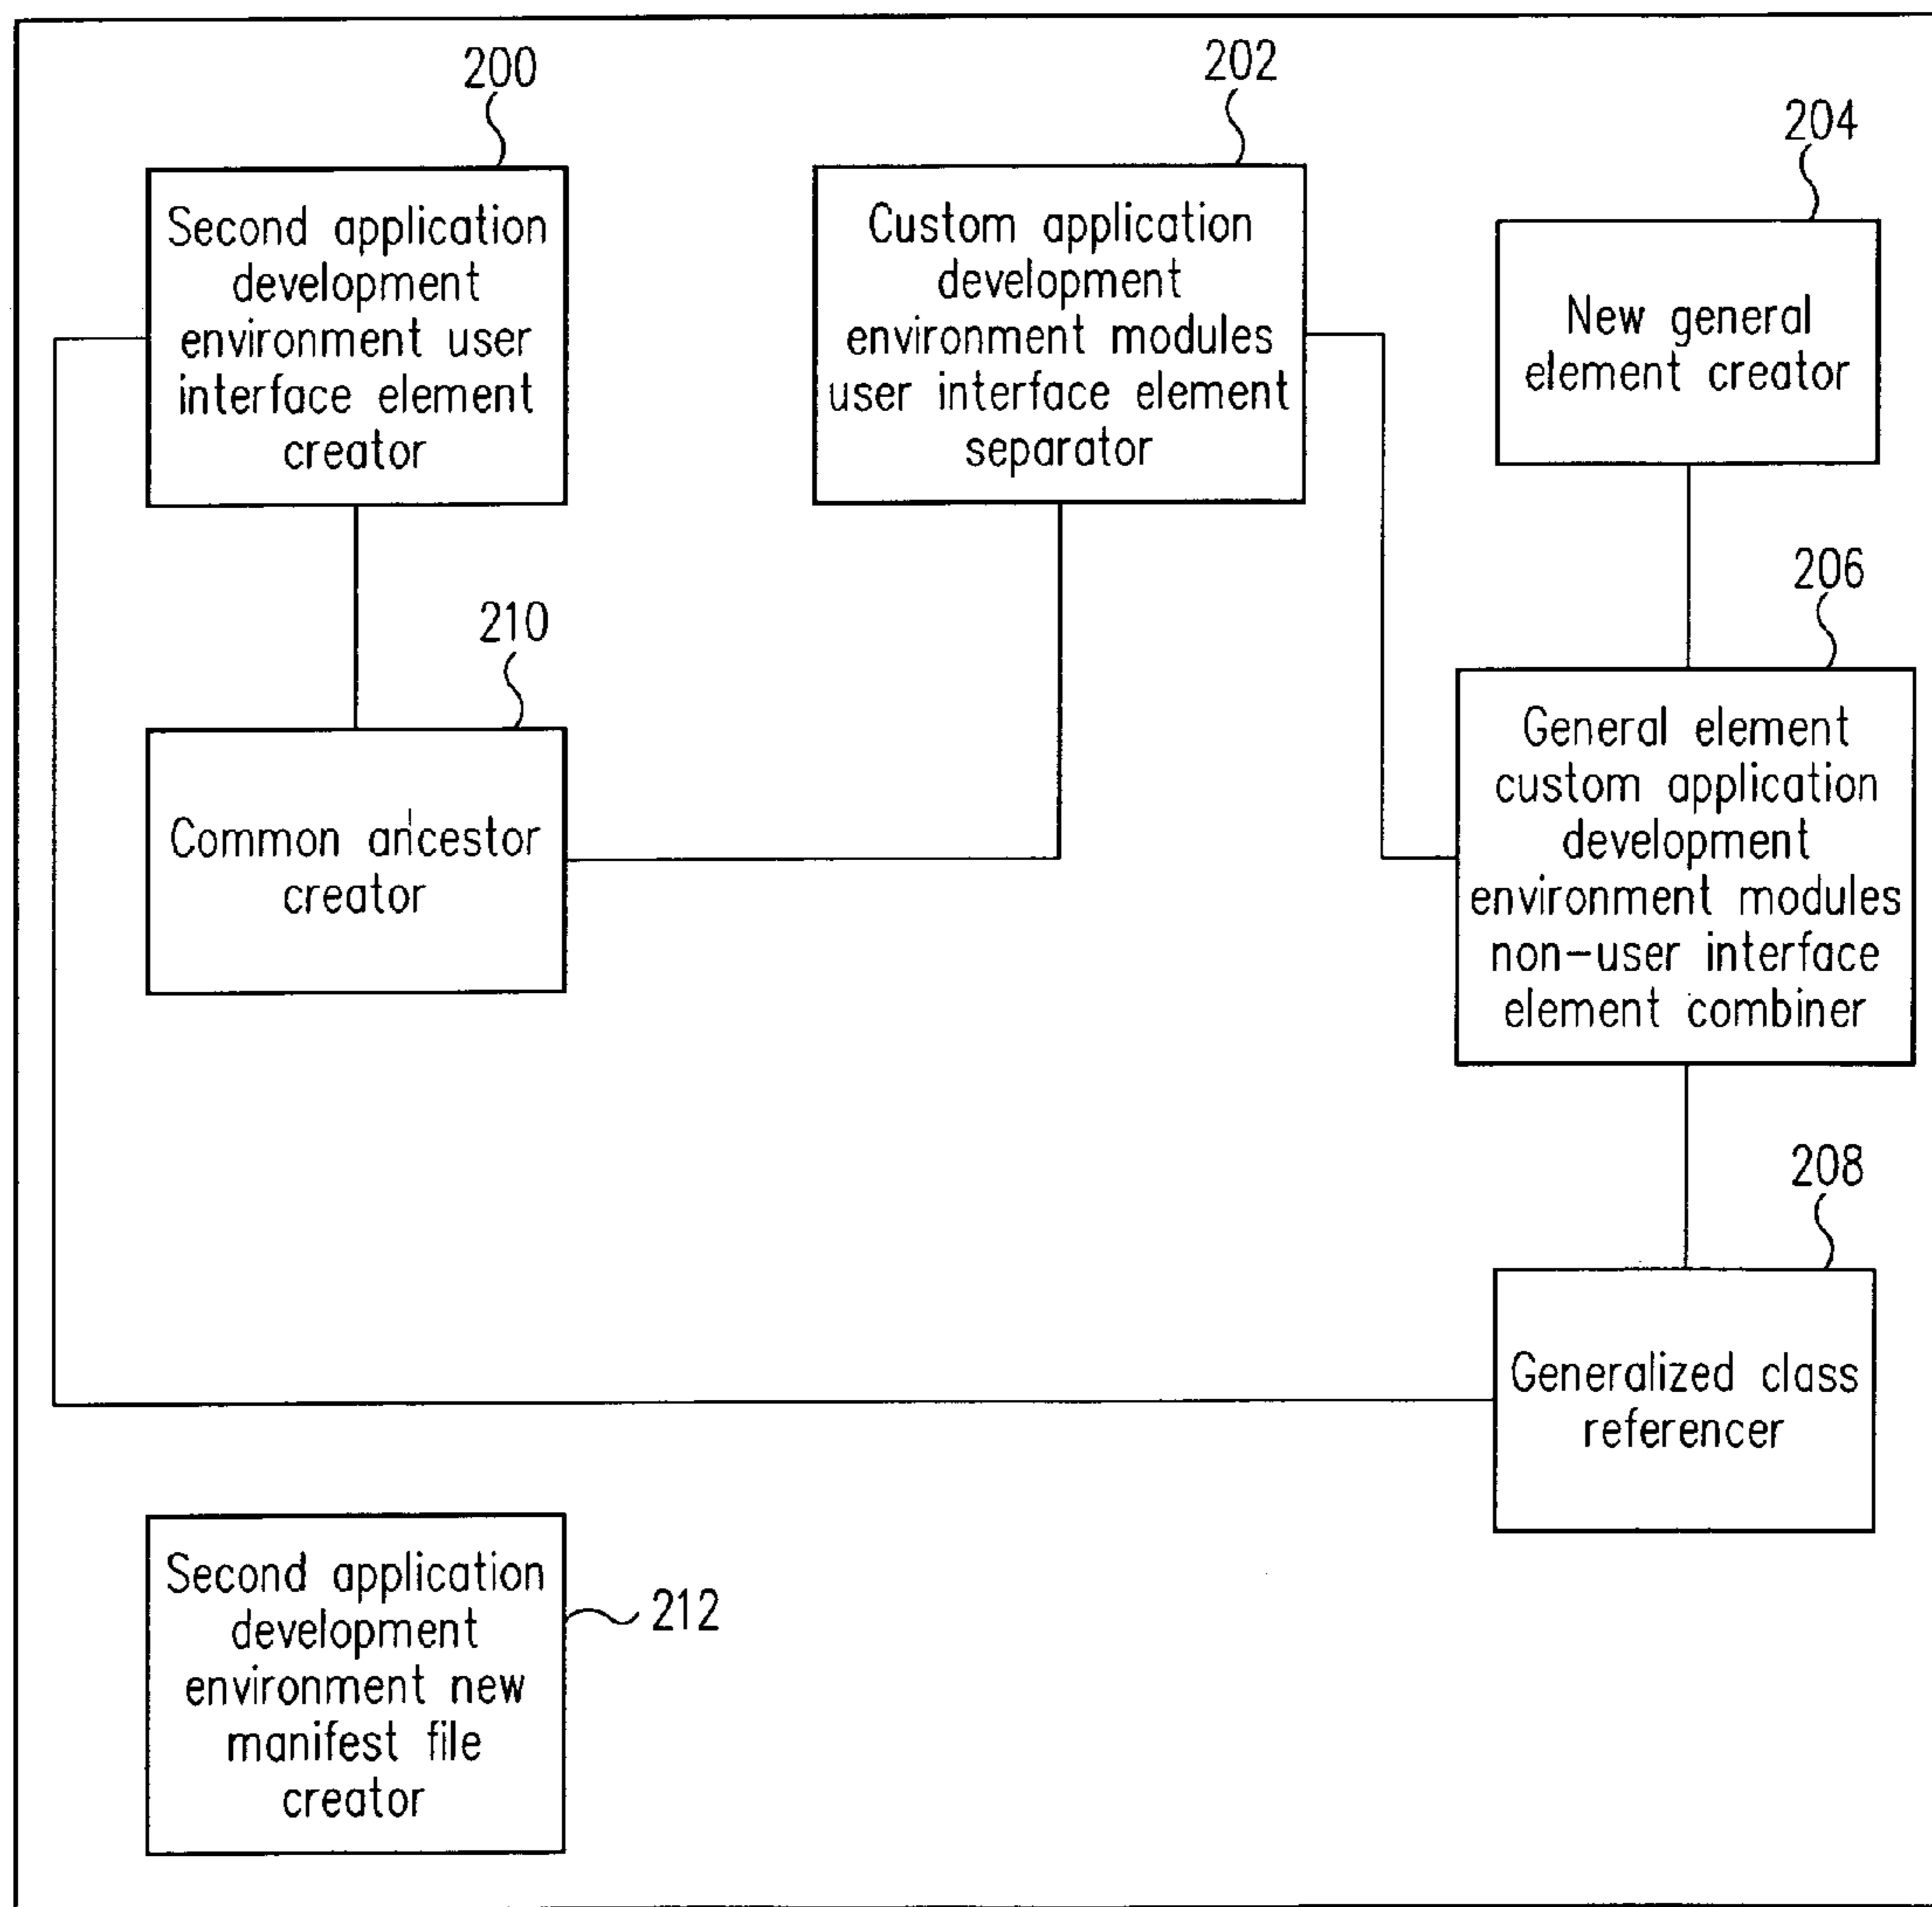 200
Second application
development
environment user
interface element
creator
202
Custom application
development
environment modules
user interface element
separator
204
New general
element creator
206
General element
custom application
development
environment modules
non-user interface
element combiner
210
Common ancestor
creator
208
Generalized class
referencer
Second application
development
environment new
manifest file
creator
212